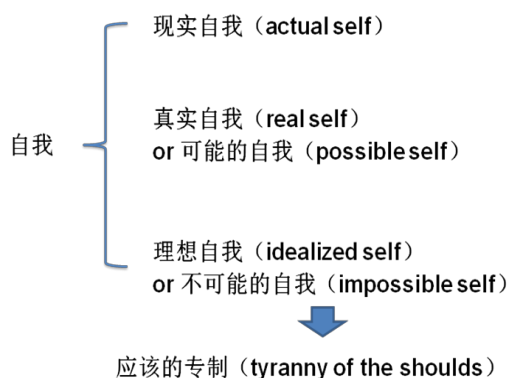 现实自我（actual self）
真实自我（real self）
or 可能的自我（possible self）
自我
理想自我（idealized self）
or 不可能的自我（impossible self）
应该的专制（tyranny of the shoulds）